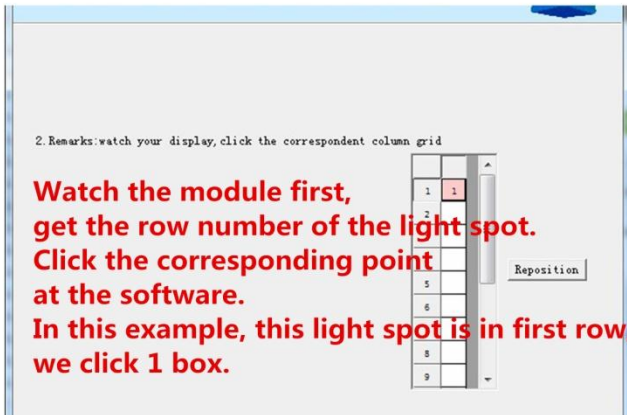 2.Remarks:watch your display,click the correspondent column grid
1 1
Watch the module first,
2
get the row number of the light spot.
Click the corresponding point
5
Reposition
at the software.
6
In this example, this light spot is in first row
8
we click 1 box.
9